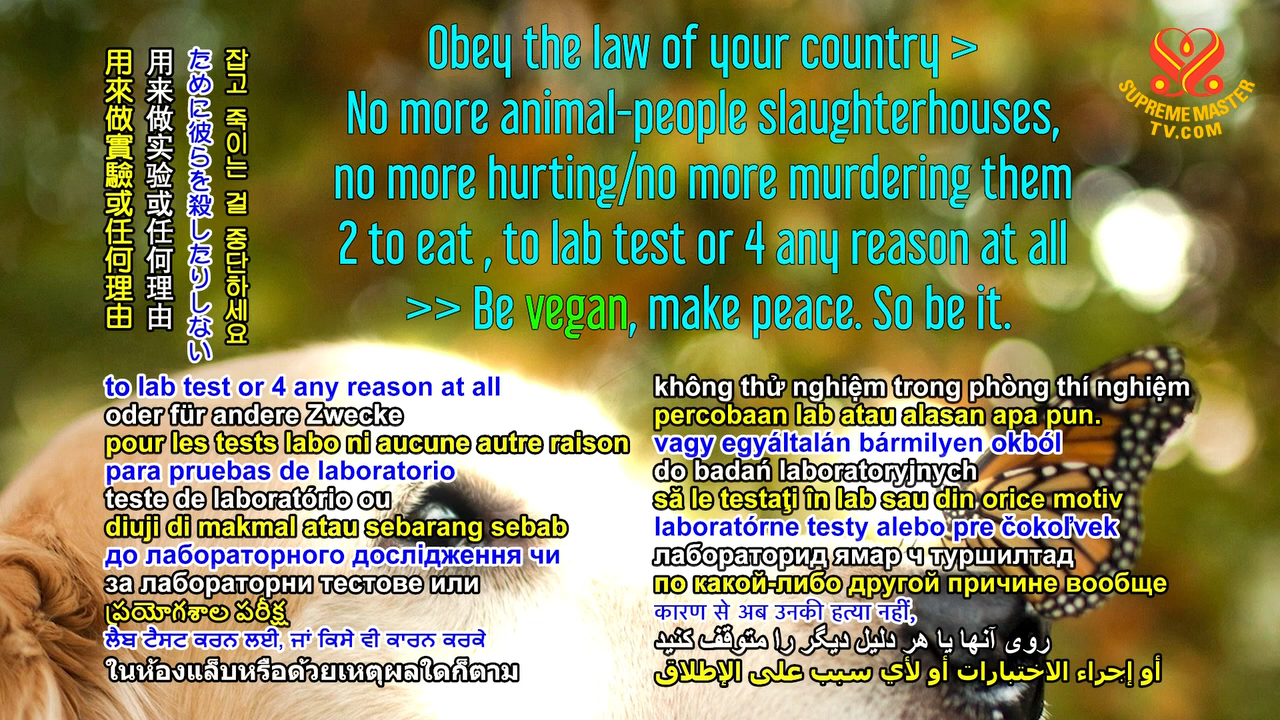 Obey the law of your country >
No more animal-people slaughterhouses,
no more hurting/no more murdering them
2 to eat , to lab test or 4 any reason at all
>> Be vegan, make peace. So be it.
SUPREME MASTER
TV.COM
用來做實驗或任何理由
用来做实验或任何理由
ために彼らを殺したりしない
잡고 죽이는 걸 중단하세요
to lab test or 4 any reason at all
oder für andere Zwecke
pour les tests labo ni aucune autre raison
para pruebas de laboratorio
teste de laboratório ou
diuji di makmal atau sebarang sebab
до лабораторного дослідження чи
за лабораторни тестове или
ప్రయోగశాల పరీక్ష
ਲੈਬ ਟੈਸਟ ਕਰਨ ਲਈ, ਜਾਂ ਕਿਸੇ ਵੀ ਕਾਰਨ ਕਰਕੇ
ในห้องแล็บหรือด้วยเหตุผลใดก็ตาม
không thử nghiệm trong phòng thí nghiệm
percobaan lab atau alasan apa pun.
vagy egyáltalán bármilyen okból
do badań laboratoryjnych
să le testaţi în lab sau din orice motiv
laboratórne testy alebo pre čokoľvek
лабораторид ямар ч туршилтад
по какой-либо другой причине вообще
कारण से अब उनकी हत्या नहीं,
روی آنها یا هر دلیل دیگر را متوقف کنید
أو إجراء الاختبارات أو لأي سبب على الإطلاق